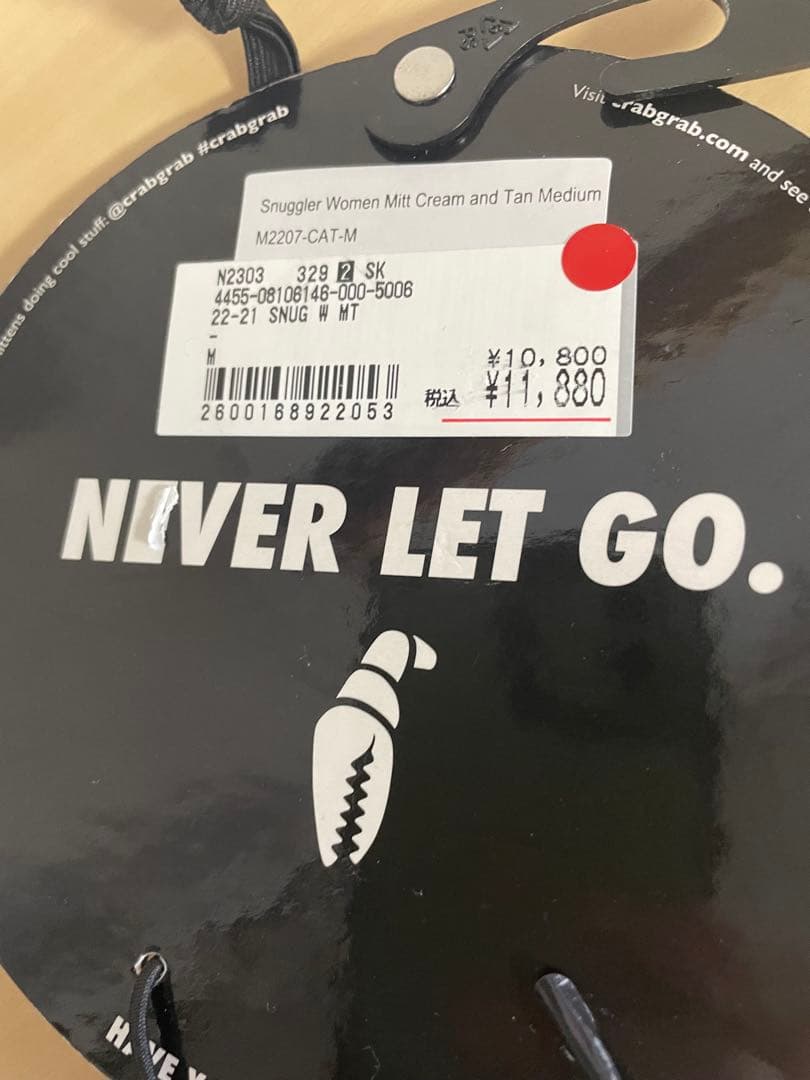 ittens doing cool stuff: @crabgrab #crabgrab
Visit crabgrab.com and see
Snuggler Women Mitt Cream and Tan Medium
M2207-CAT-M
N2303 329 2 SK
4455-08106146-000-5006
22-21 SNUG W MT
-
M
¥10,800
税込 ¥11,880
2600168922053
NEVER LET GO.
HAVE Y